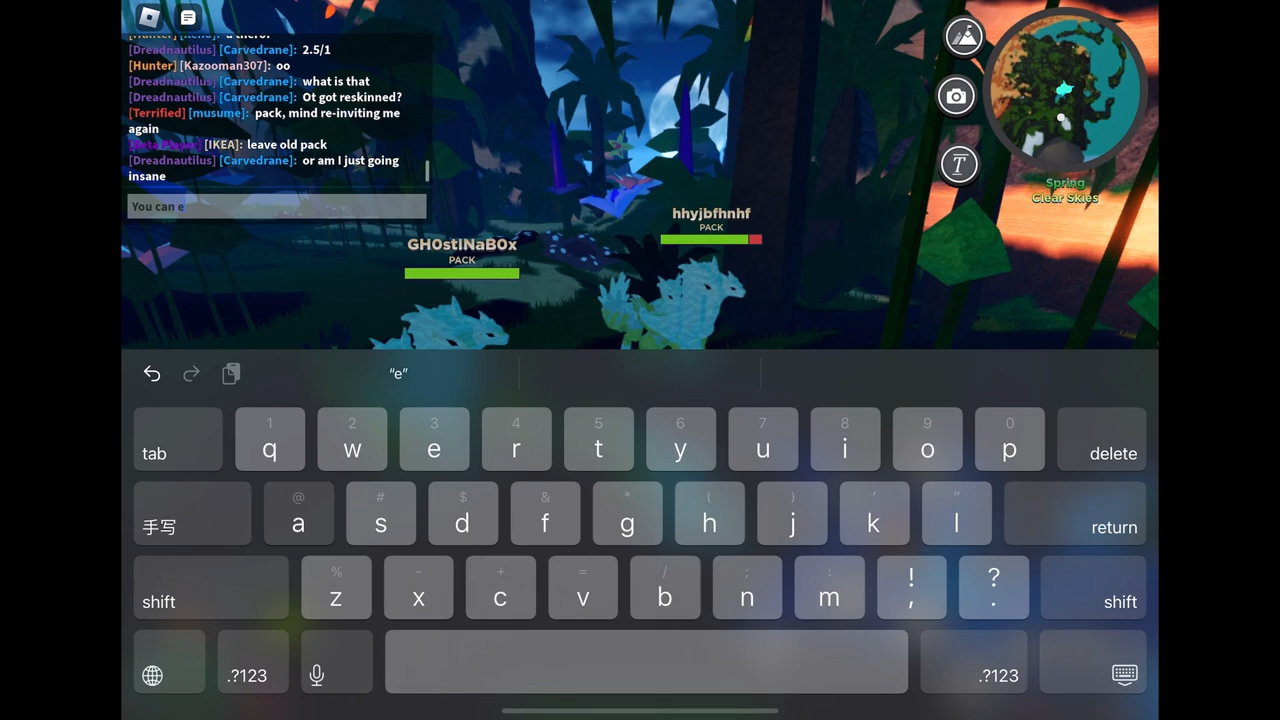 [Dreadnautilus] [Carvedrane]: 2.5/1
[Hunter] [Kazooman307]: oo
[Dreadnautilus] [Carvedrane]: what is that
[Dreadnautilus] [Carvedrane]: Ot got reskinned?
[Terrified] [musume]: pack, mind re-inviting me
again
[Beta Player] [IKEA]: leave old pack
[Dreadnautilus] [Carvedrane]: or am I just going
insane
You can e
T
Spring
Clear Skies
hhyjbfhnhf
PACK
GH0stINaB0x
PACK
“e”
1 2 3 4 5 6 7 8 9 0
tab q w e r t y u i o p delete
@ # $ & * ( ) ' "
手写 a s d f g h j k l return
% - + = / ; : ! ?
shift z x c v b n m , . shift
.?123 .?123